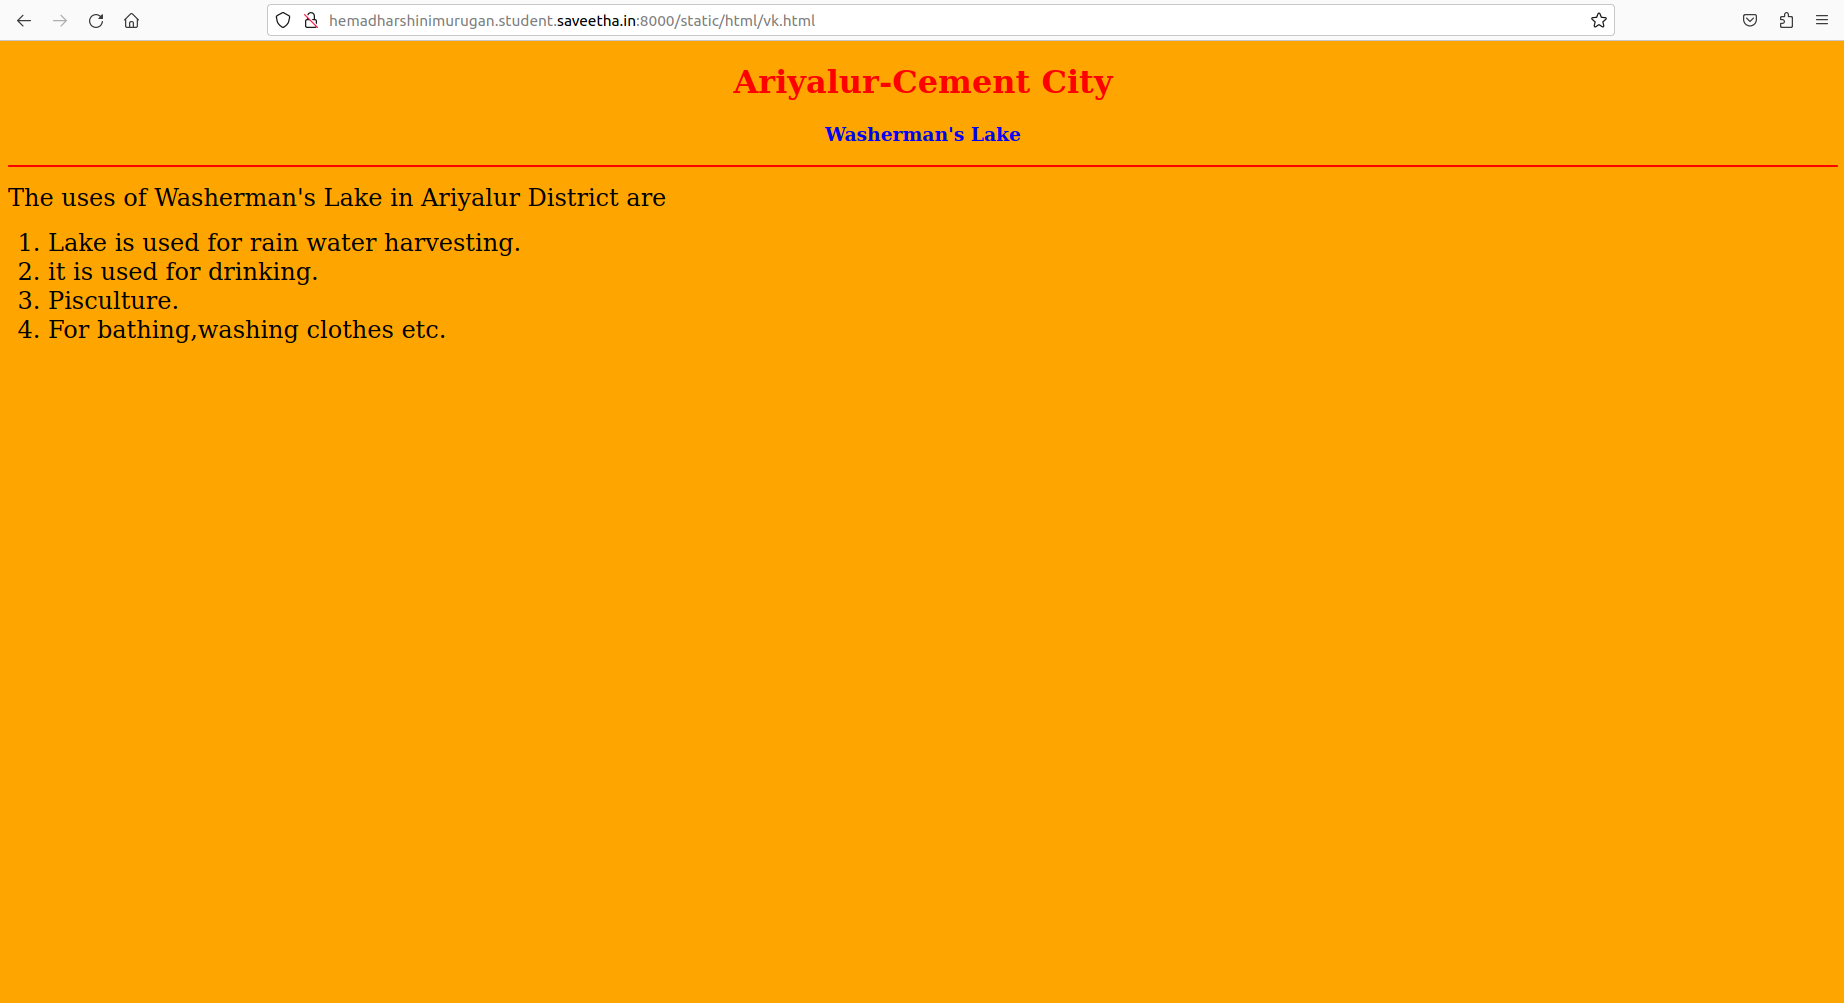 hemadharshinimurugan.student.saveetha.in:8000/static/html/vk.html
Ariyalur-Cement City
Washerman's Lake
The uses of Washerman's Lake in Ariyalur District are
1. Lake is used for rain water harvesting.
2. it is used for drinking.
3. Pisculture.
4. For bathing,washing clothes etc.